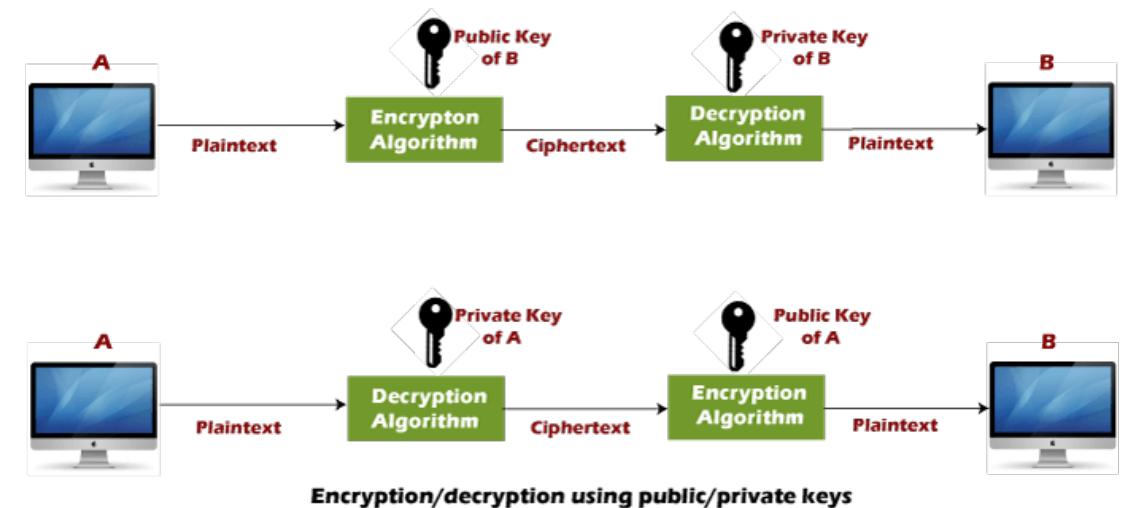 A
Public Key
of B
Private Key
of B
B
Encrypton
Algorithm
Decryption
Algorithm
Plaintext
Ciphertext
Plaintext
A
Private Key
of A
Public Key
of A
B
Decryption
Algorithm
Encryption
Algorithm
Plaintext
Ciphertext
Plaintext
Encryption/decryption using public/private keys